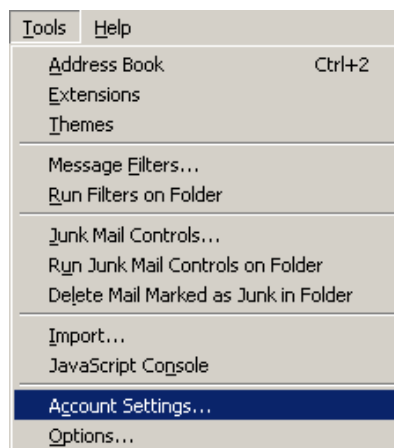 Tools Help
Address Book Ctrl+2
Extensions
Themes
Message Filters...
Run Filters on Folder
Junk Mail Controls...
Run Junk Mail Controls on Folder
Delete Mail Marked as Junk in Folder
Import...
JavaScript Console
Account Settings...
Options...